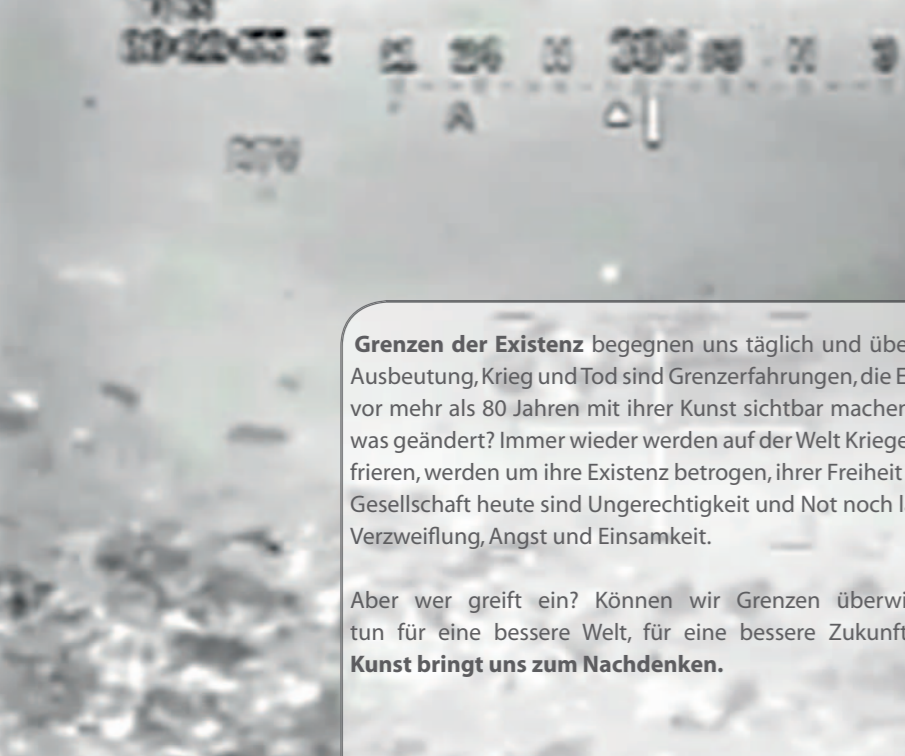 Grenzen der Existenz begegnen uns täglich und übe
Ausbeutung, Krieg und Tod sind Grenzerfahrungen, die E
vor mehr als 80 Jahren mit ihrer Kunst sichtbar macher
was geändert? Immer wieder werden auf der Welt Kriege
frieren, werden um ihre Existenz betrogen, ihrer Freiheit
Gesellschaft heute sind Ungerechtigkeit und Not noch l
Verzweiflung, Angst und Einsamkeit.
Aber wer greift ein? Können wir Grenzen überwi
tun für eine bessere Welt, für eine bessere Zukunft
Kunst bringt uns zum Nachdenken.